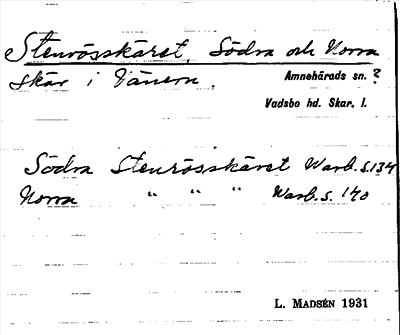 Stenrösskäret, Södra och Norra
skär i Vänern. Amnehärads sn. ?
Vadsbo hd. Skar. l.
Södra Stenrösskäret Warb. s. 134
Norra " " " Warb. s. 140
L. MADSÉN 1931